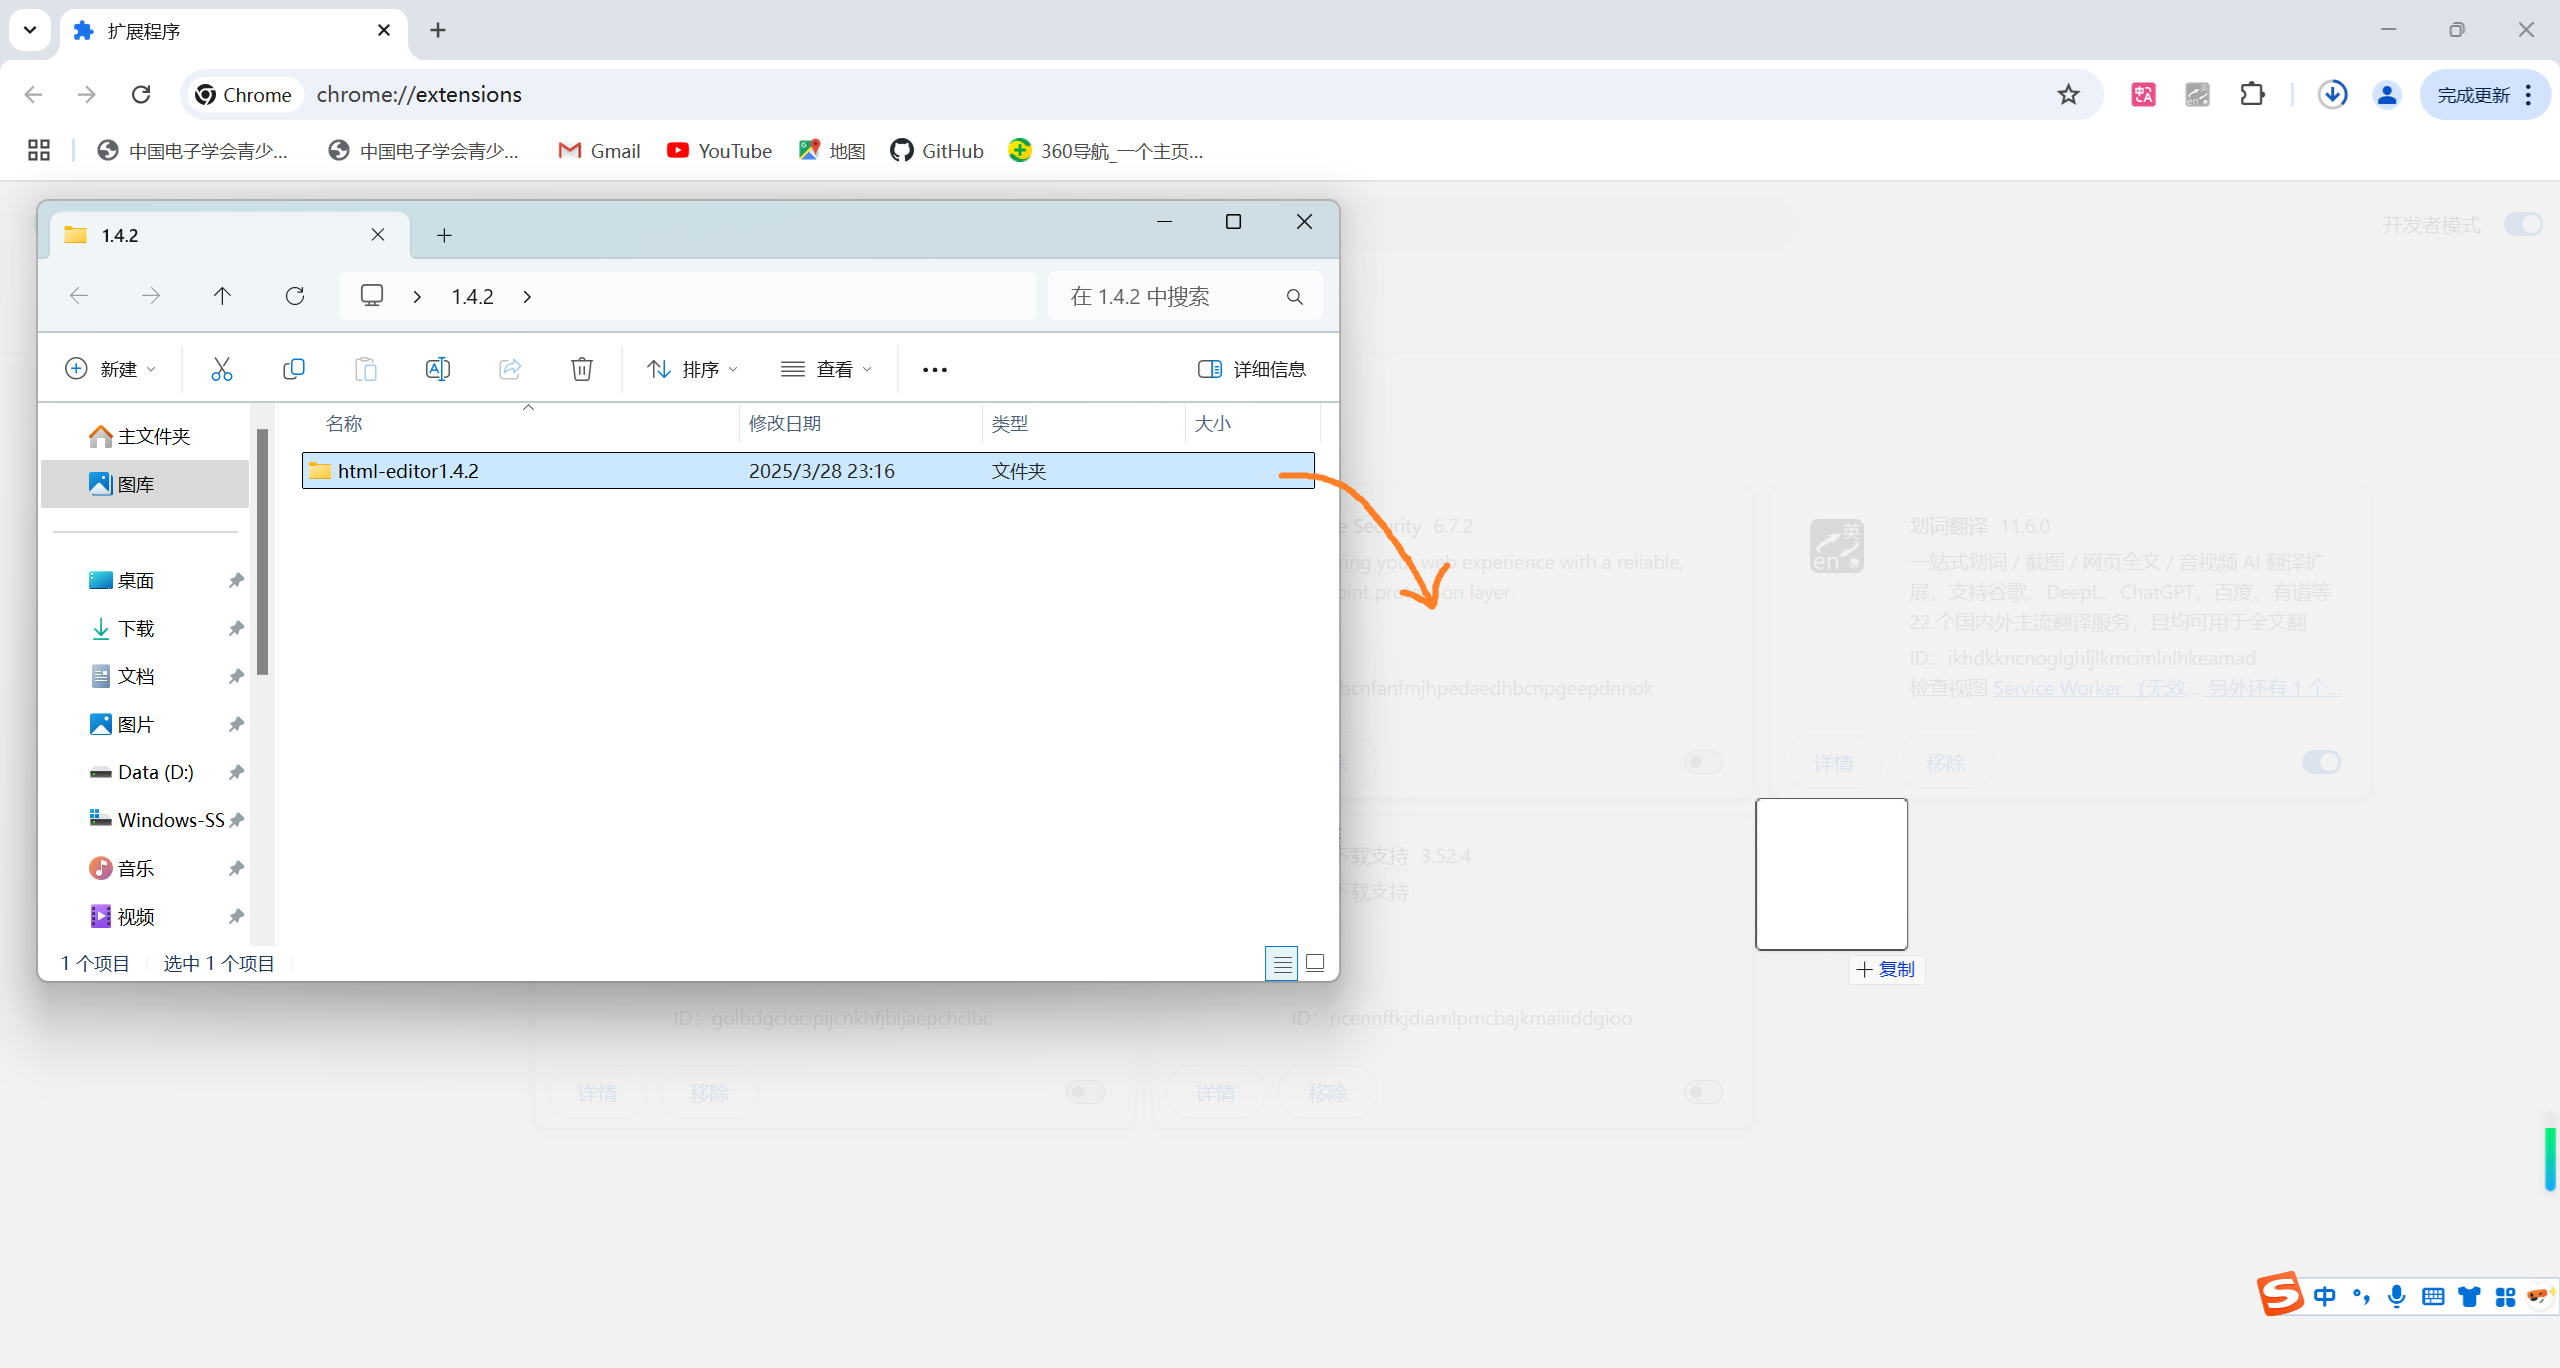 扩展程序
Chrome
chrome://extensions
完成更新
中国电子学会青少...
中国电子学会青少...
Gmail
YouTube
地图
GitHub
360导航_一个主页...
开发者模式
1.4.2
1.4.2
在 1.4.2 中搜索
新建
排序
查看
详细信息
名称
修改日期
类型
大小
html-editor1.4.2
2025/3/28 23:16
文件夹
主文件夹
图库
桌面
下载
文档
图片
Data (D:)
Windows-SS
音乐
视频
1 个项目
选中 1 个项目
e Security 6.7.2
ring your web experience with a reliable,
oint protection layer.
bcnfanfmjhpedaedhbcnpgeepdnnok
划词翻译 11.6.0
一站式划词 / 截图 / 网页全文 / 音视频 AI 翻译扩
展，支持谷歌、DeepL、ChatGPT、百度、有道等
22 个国内外主流翻译服务，且均可用于全文翻
ID：ikhdkkncnoglghljlkmcimlnlhkeamad
检查视图 Service Worker （无效... 另外还有 1 个...
详情
移除
下载支持 3.52.4
下载支持
复制
ID：golbdgciocipijcnkhfjbljaepchclbc
ID：ncennffkjdiamlpmcbajkmaiiiddgioo
详情
移除
详情
移除
中